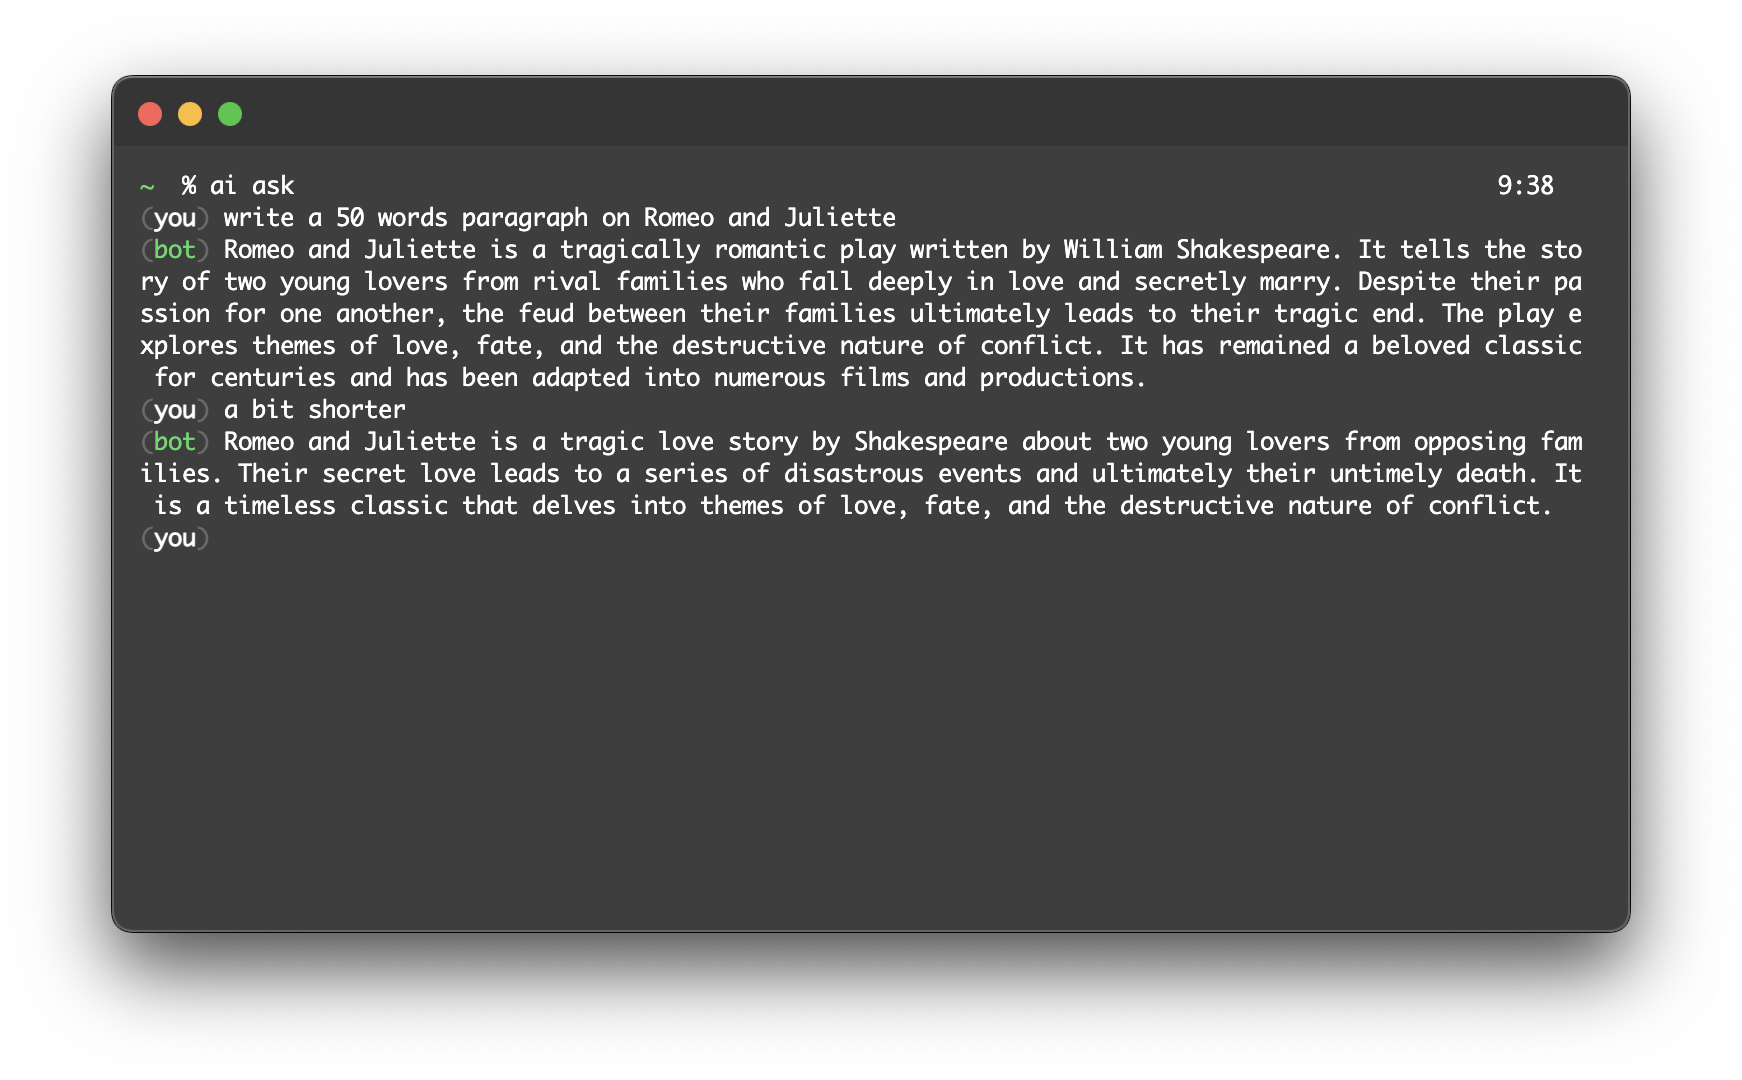 ~ % ai ask 9:38
(you) write a 50 words paragraph on Romeo and Juliette
(bot) Romeo and Juliette is a tragically romantic play written by William Shakespeare. It tells the sto
ry of two young lovers from rival families who fall deeply in love and secretly marry. Despite their pa
ssion for one another, the feud between their families ultimately leads to their tragic end. The play e
xplores themes of love, fate, and the destructive nature of conflict. It has remained a beloved classic
 for centuries and has been adapted into numerous films and productions.
(you) a bit shorter
(bot) Romeo and Juliette is a tragic love story by Shakespeare about two young lovers from opposing fam
ilies. Their secret love leads to a series of disastrous events and ultimately their untimely death. It
 is a timeless classic that delves into themes of love, fate, and the destructive nature of conflict.
(you)